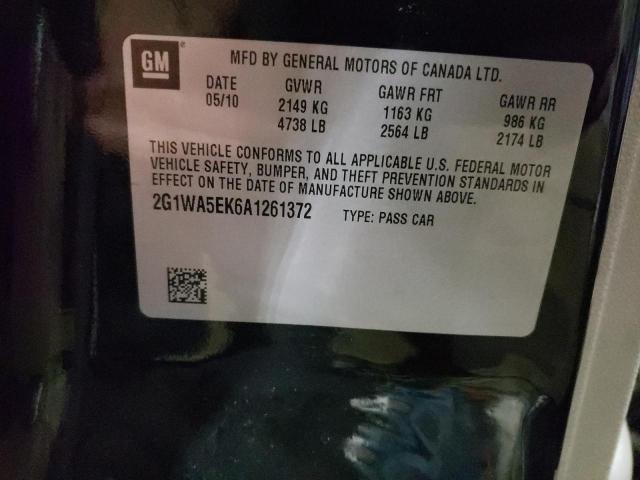 GM
MFD BY GENERAL MOTORS OF CANADA LTD.
DATE GVWR GAWR FRT GAWR RR
05/10 2149 KG 1163 KG 986 KG
4738 LB 2564 LB 2174 LB
THIS VEHICLE CONFORMS TO ALL APPLICABLE U.S. FEDERAL MOTOR
VEHICLE SAFETY, BUMPER, AND THEFT PREVENTION STANDARDS IN
EFFECT ON THE DATE OF MANUFACTURE SHOWN ABOVE.
2G1WA5EK6A1261372 TYPE: PASS CAR